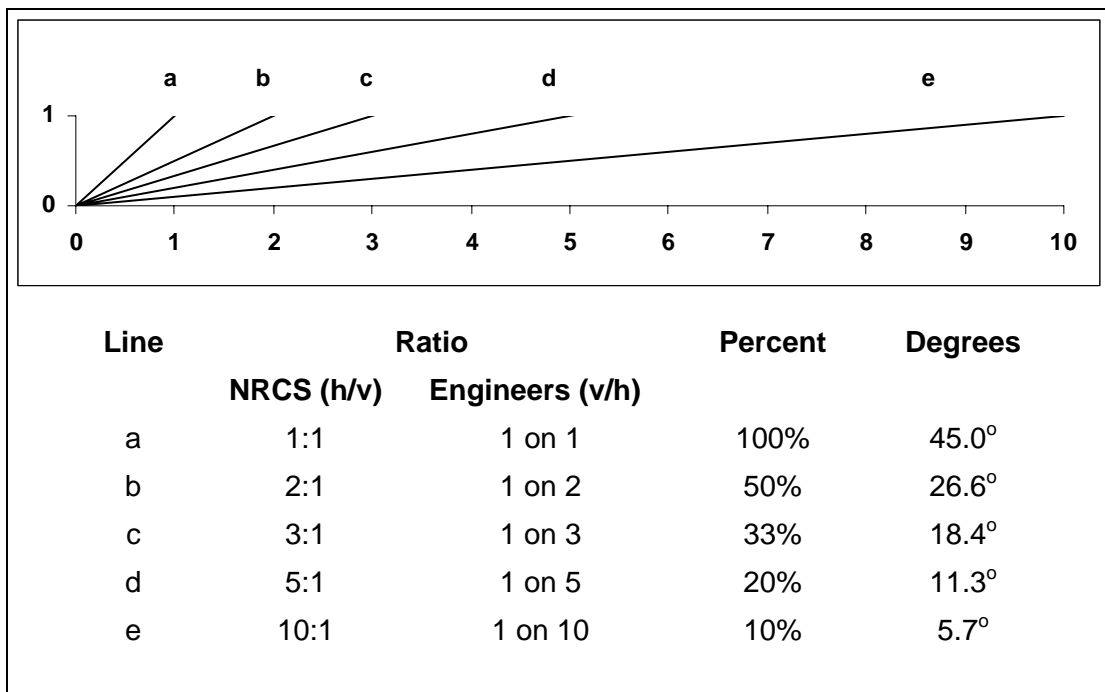 a b c d e
1
0
0 1 2 3 4 5 6 7 8 9 10
Line Ratio Percent Degrees
NRCS (h/v) Engineers (v/h)
a 1:1 1 on 1 100% 45.0°
b 2:1 1 on 2 50% 26.6°
c 3:1 1 on 3 33% 18.4°
d 5:1 1 on 5 20% 11.3°
e 10:1 1 on 10 10% 5.7°